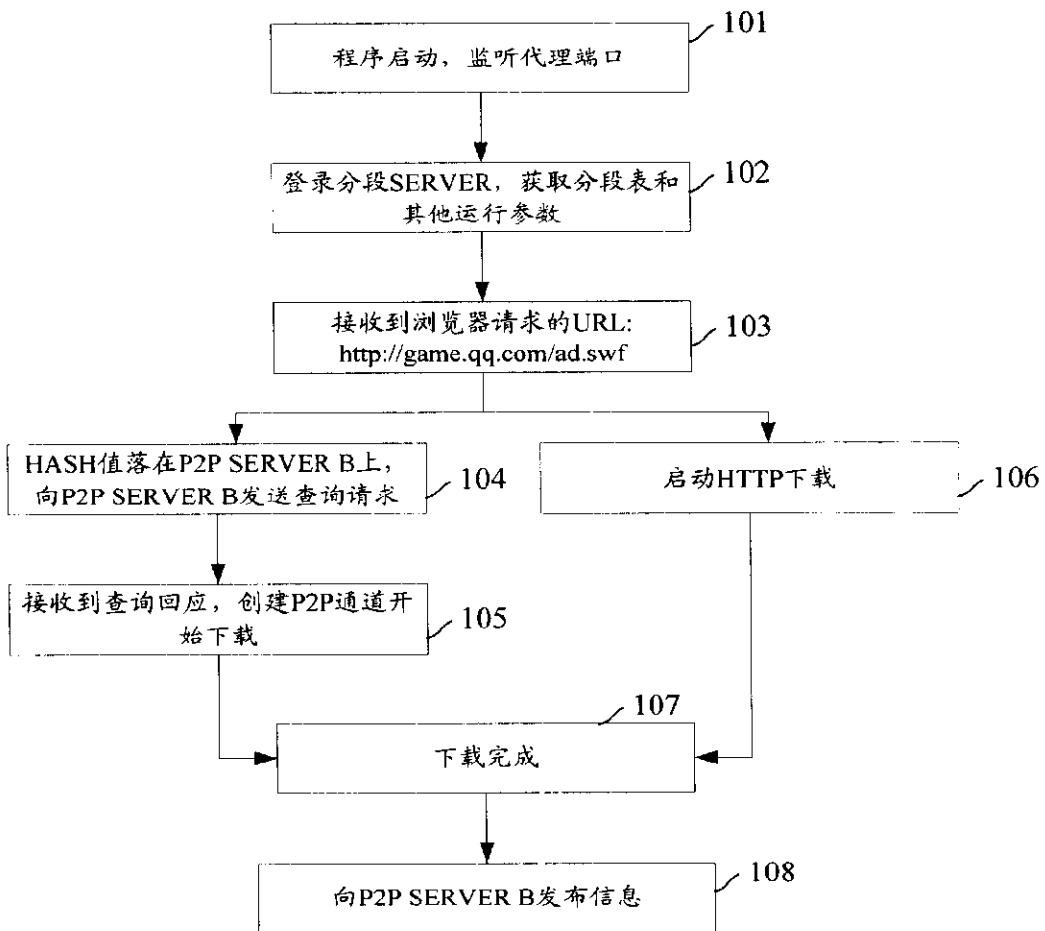 101
程序启动，监听代理端口
登录分段SERVER，获取分段表和
其他运行参数
102
接收到浏览器请求的URL:
http://game.qq.com/ad.swf
103
HASH值落在P2P SERVER B上，
向P2P SERVER B发送查询请求
104
启动HTTP下载
106
接收到查询回应，创建P2P通道开
始下载
105
107
下载完成
向P2P SERVER B发布信息
108